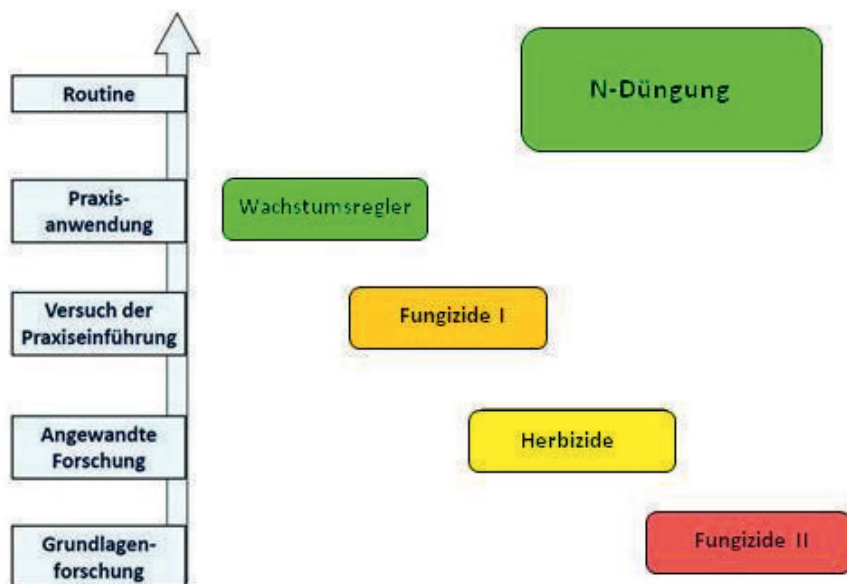 Routine
N-Düngung
Praxis-
anwendung
Wachstumsregler
Versuch der
Praxiseinführung
Fungizide I
Angewandte
Forschung
Herbizide
Grundlagen-
forschung
Fungizide II